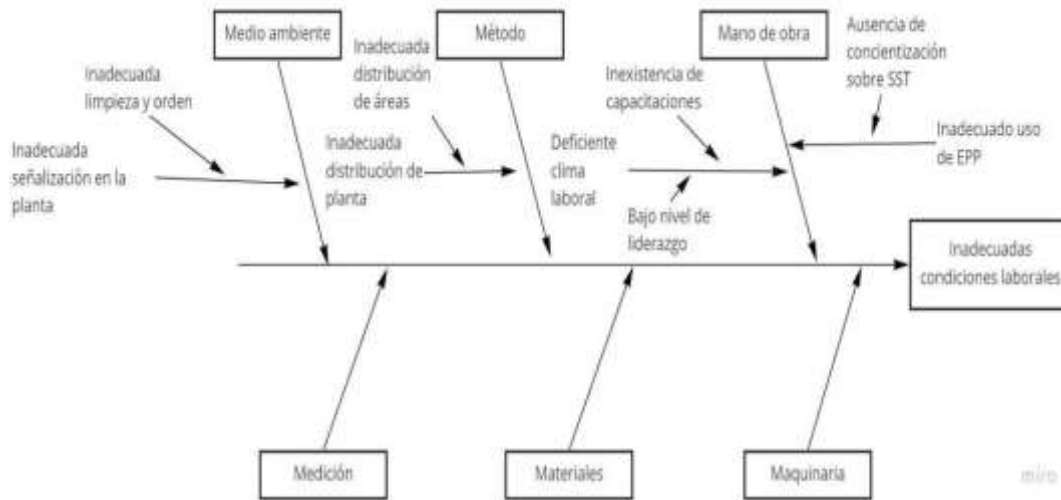 Medio ambiente
Método
Mano de obra
Ausencia de
concientización
sobre SST
Inadecuada
distribución
de áreas
Inadecuada
limpieza y orden
Inexistencia de
capacitaciones
Inadecuado uso
de EPP
Inadecuada
señalización en la
planta
Inadecuada
distribución de
planta
Deficiente
clima
laboral
Bajo nivel de
liderazgo
Inadecuadas
condiciones laborales
Medición
Materiales
Maquinaria
miro